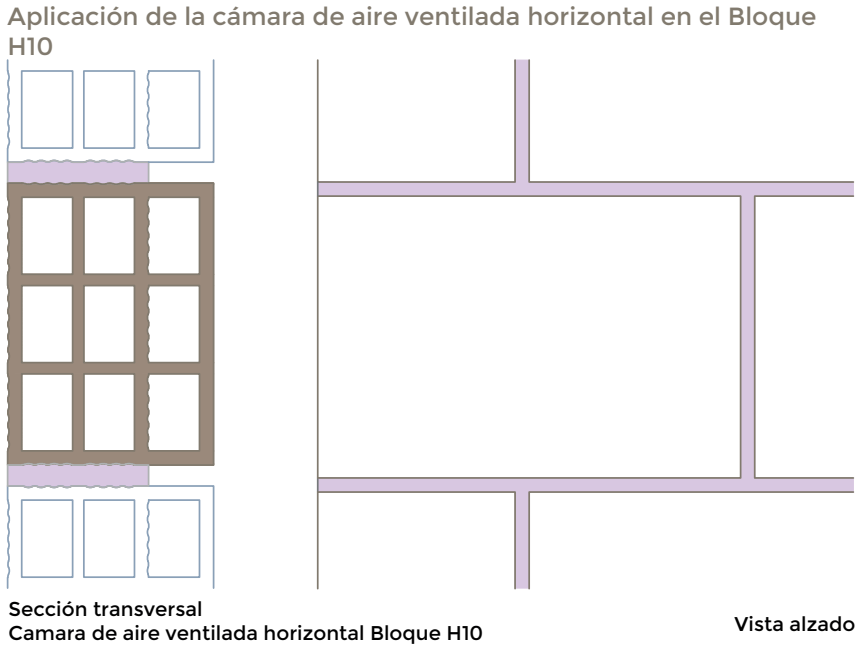 Aplicación de la cámara de aire ventilada horizontal en el Bloque
H10
Sección transversal
Camara de aire ventilada horizontal Bloque H10
Vista alzado